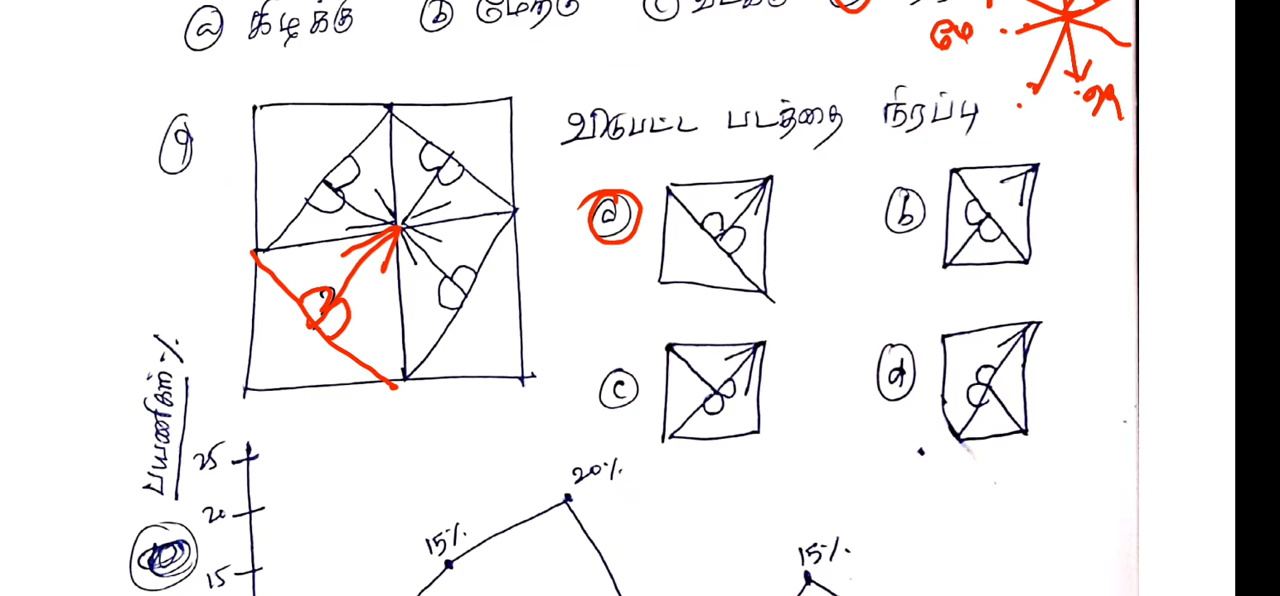 ⓐ கிழக்கு ⓑ மேற்கு ⓒ வடக்கு
மே
9 விடுபட்ட படத்தை நிரப்பு
?
ⓐ ⓑ
ⓒ ⓓ
பயணிகள் %
25
20
15
15%
20%
15%